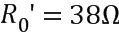 R₀' = 38Ω